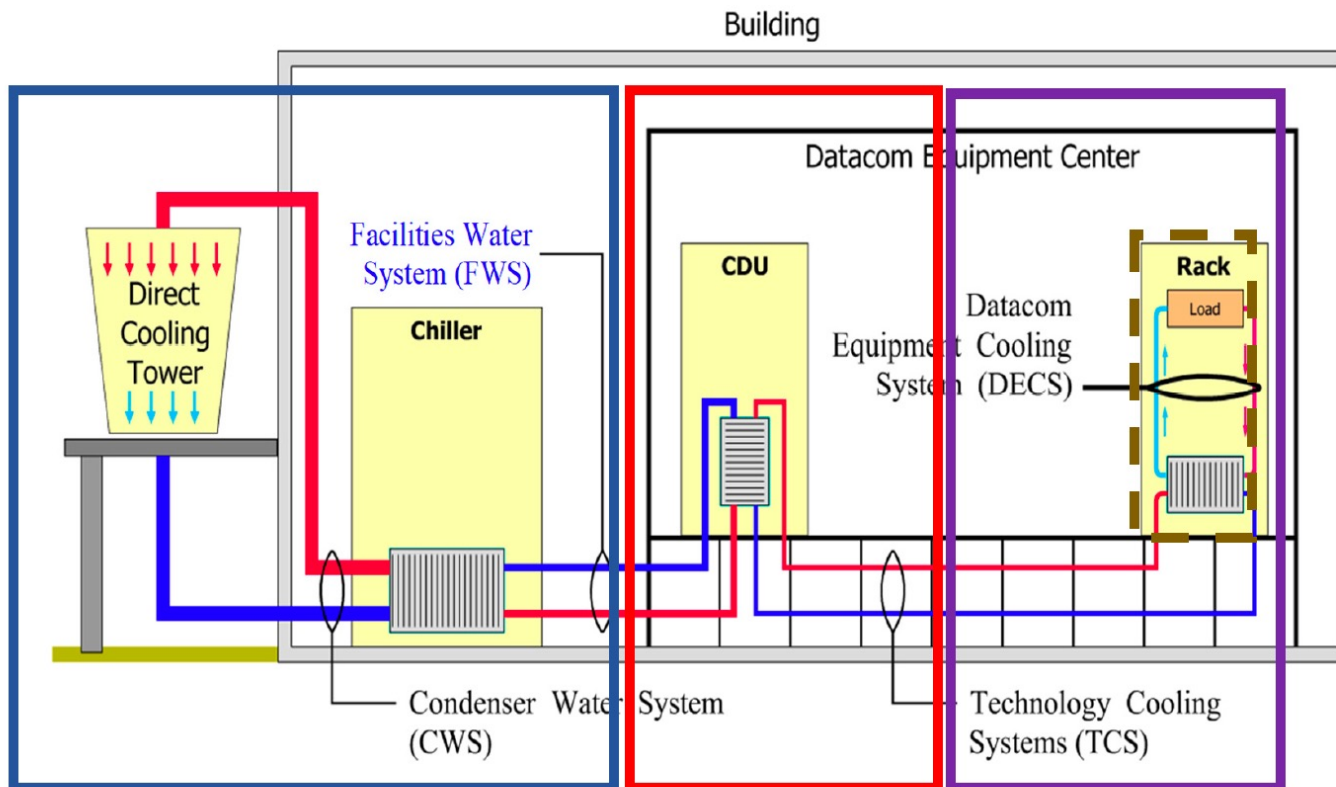 Building
Datacom Equipment Center
Facilities Water
System (FWS)
CDU
Rack
Load
Direct
Cooling
Tower
Chiller
Datacom
Equipment Cooling
System (DECS)
Condenser Water System
(CWS)
Technology Cooling
Systems (TCS)